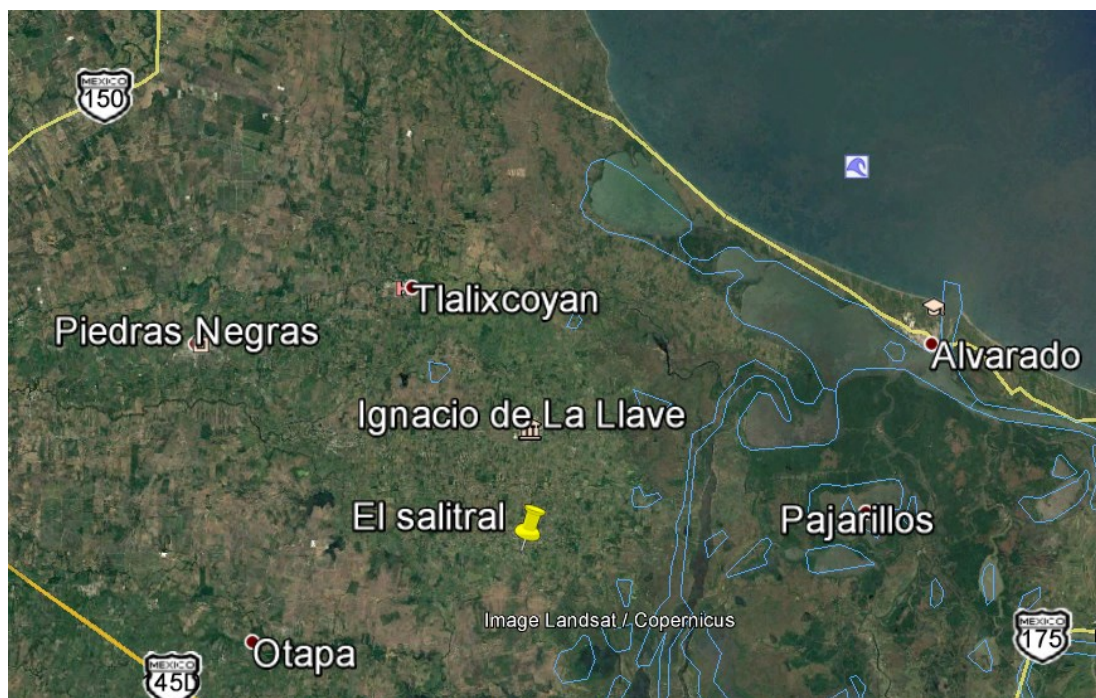 MEXICO
150
Tlalixcoyan
Piedras Negras
Alvarado
Ignacio de La Llave
El salitral
Pajarillos
Image Landsat / Copernicus
MEXICO
175
Otapa
MEXICO
45D